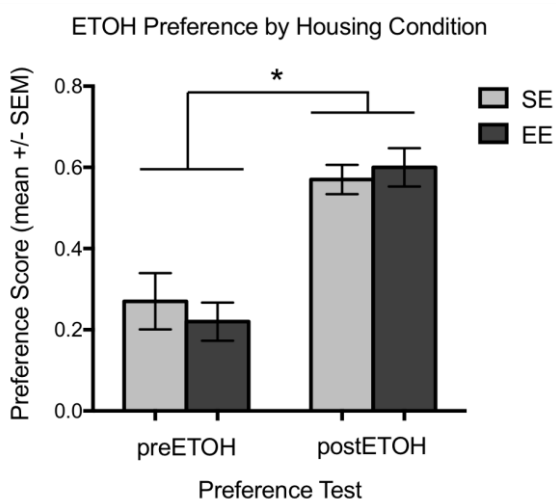 ETOH Preference by Housing Condition
*
SE
EE
Preference Score (mean +/- SEM)
0.8
0.6
0.4
0.2
0.0
preETOH postETOH
Preference Test